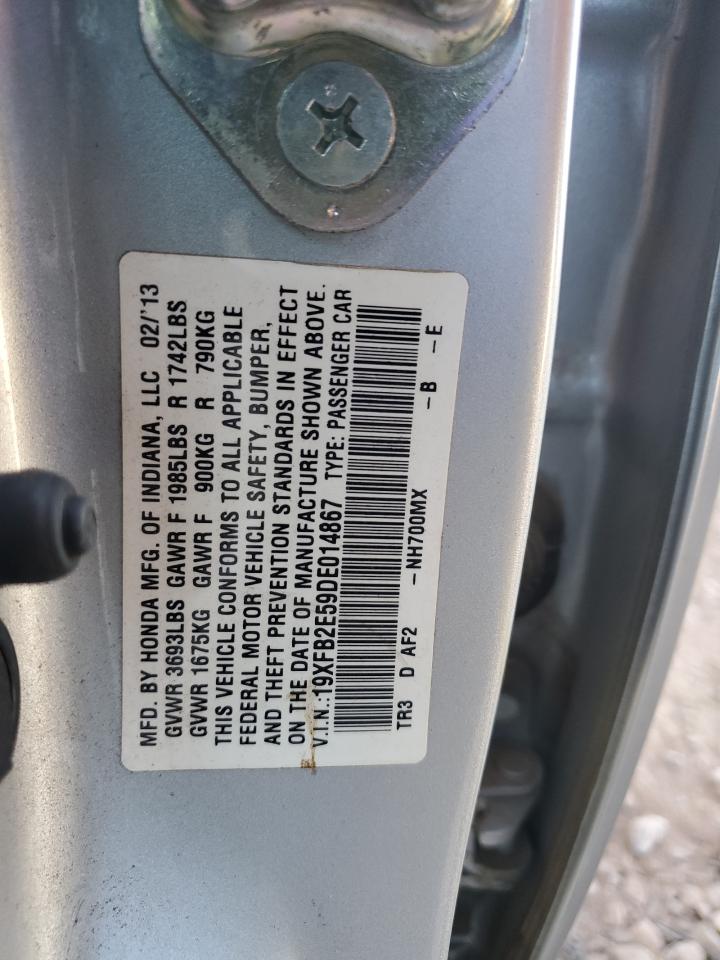 MFD. BY HONDA MFG. OF INDIANA, LLC 02/'13
GVWR 3693LBS GAWR F 1985LBS R 1742LBS
GVWR 1675KG GAWR F 900KG R 790KG
THIS VEHICLE CONFORMS TO ALL APPLICABLE
FEDERAL MOTOR VEHICLE SAFETY, BUMPER,
AND THEFT PREVENTION STANDARDS IN EFFECT
ON THE DATE OF MANUFACTURE SHOWN ABOVE.
V.I.N.:19XFB2E59DE014867 TYPE: PASSENGER CAR
TR3 D AF2 -NH700MX -B -E